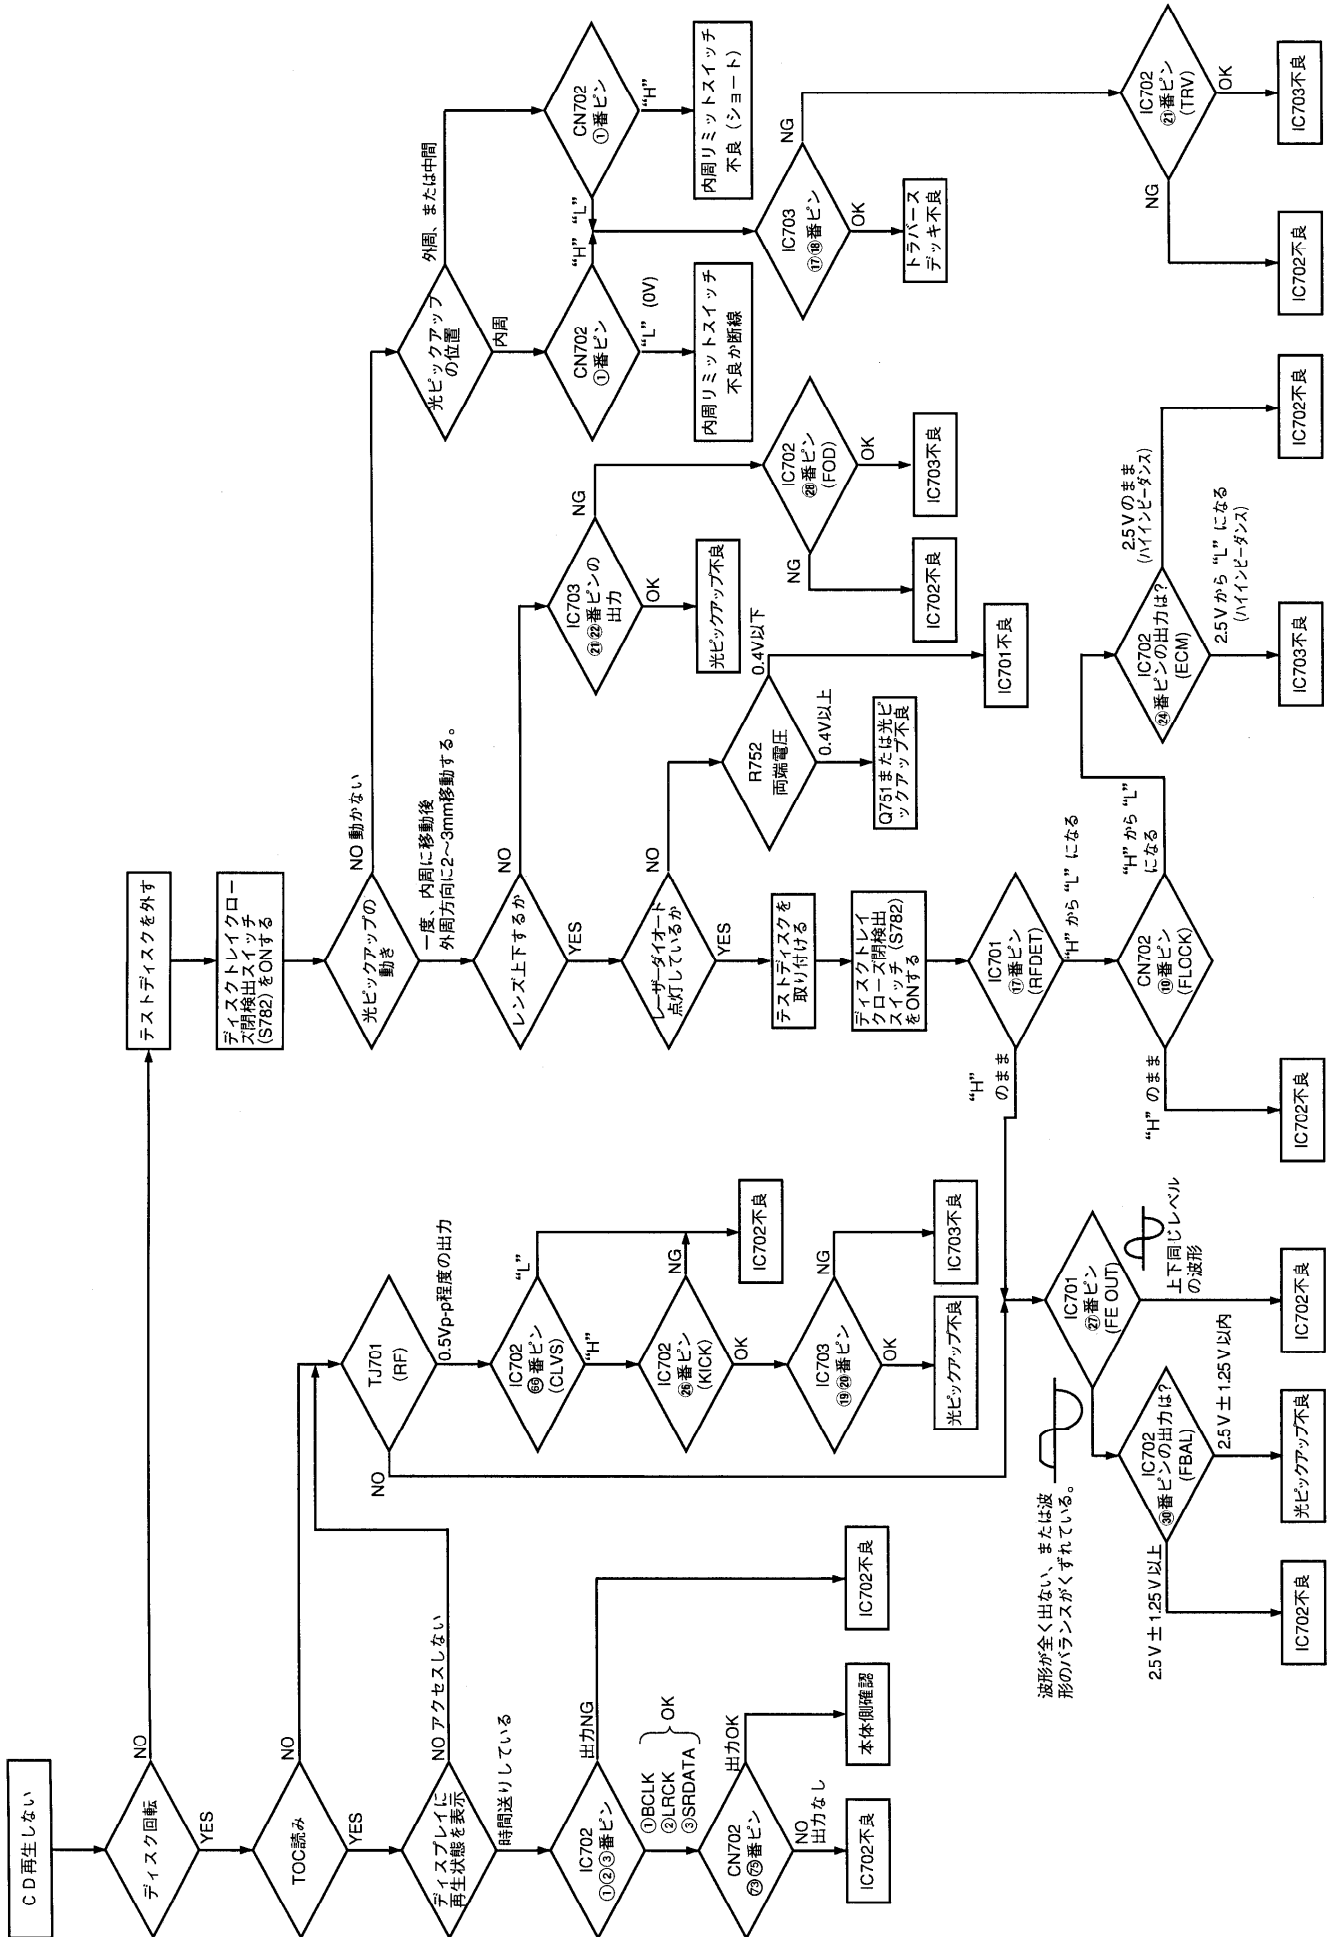 CD再生しない
ディスク回転
NO
YES
TOC読み
NO
YES
ディスプレイに
再生状態を表示
NO アクセスしない
時間送りしている
IC702
①②③番ピン
出力NG
IC702不良
①BCLK
②LRCK
③SRDATA
OK
CN702
㊆③㊆⑤番ピン
出力OK
本体側確認
NO
出力なし
IC702不良
TJ701
(RF)
NO
0.5Vp-p程度の出力
IC702
66番ピン
(CLVS)
“L”
“H”
IC702
㉖番ピン
(KICK)
NG
IC702不良
OK
IC703
⑲⑳番ピン
NG
IC703不良
OK
光ピックアップ不良
テストディスクを外す
ディスクトレイクロー
ズ閉検出スイッチ
(S782) をONする
光ピックアップの
動き
NO 動かない
一度、内周に移動後
外周方向に2〜3mm移動する。
レンズ上下するか
NO
YES
レーザーダイオート
点灯しているか
NO
YES
テストディスクを
取り付ける
ディスクトレイ
クローズ閉検出
スイッチ (S782)
をONする
IC701
⑰番ピン
(RFDET)
“H”
のまま
“H” から “L” になる
CN702
⑩番ピン
(FLOCK)
“H” のまま
IC702不良
“H” から “L”
になる
IC702
㉔番ピンの出力は?
(ECM)
2.5Vのまま
(ハイインピーダンス)
IC702不良
2.5Vから “L” になる
(ハイインピーダンス)
IC703不良
IC701
㉗番ピン
(FE OUT)
上下同じレベル
の波形
IC702不良
波形が全く出ない、または波
形のバランスがくずれている。
IC702
㉚番ピンの出力は?
(FBAL)
2.5V±1.25V以上
IC702不良
2.5V±1.25V以内
光ピックアップ不良
R752
両端電圧
0.4V以下
IC701不良
0.4V以上
Q751または光ピ
ックアップ不良
IC703
㉑㉒番ピンの
出力
NG
OK
光ピックアップ不良
IC702
㉘番ピン
(FOD)
NG
IC702不良
OK
IC703不良
光ピックアップ
の位置
外周、または中間
内周
CN702
①番ピン
“H”
“L” (0V)
内周リミットスイッチ
不良か断線
CN702
①番ピン
“L”
“H”
内周リミットスイッチ
不良 (ショート)
IC703
⑰⑱番ピン
NG
OK
トラバース
デッキ不良
IC702
㉑番ピン
(TRV)
NG
IC702不良
OK
IC703不良